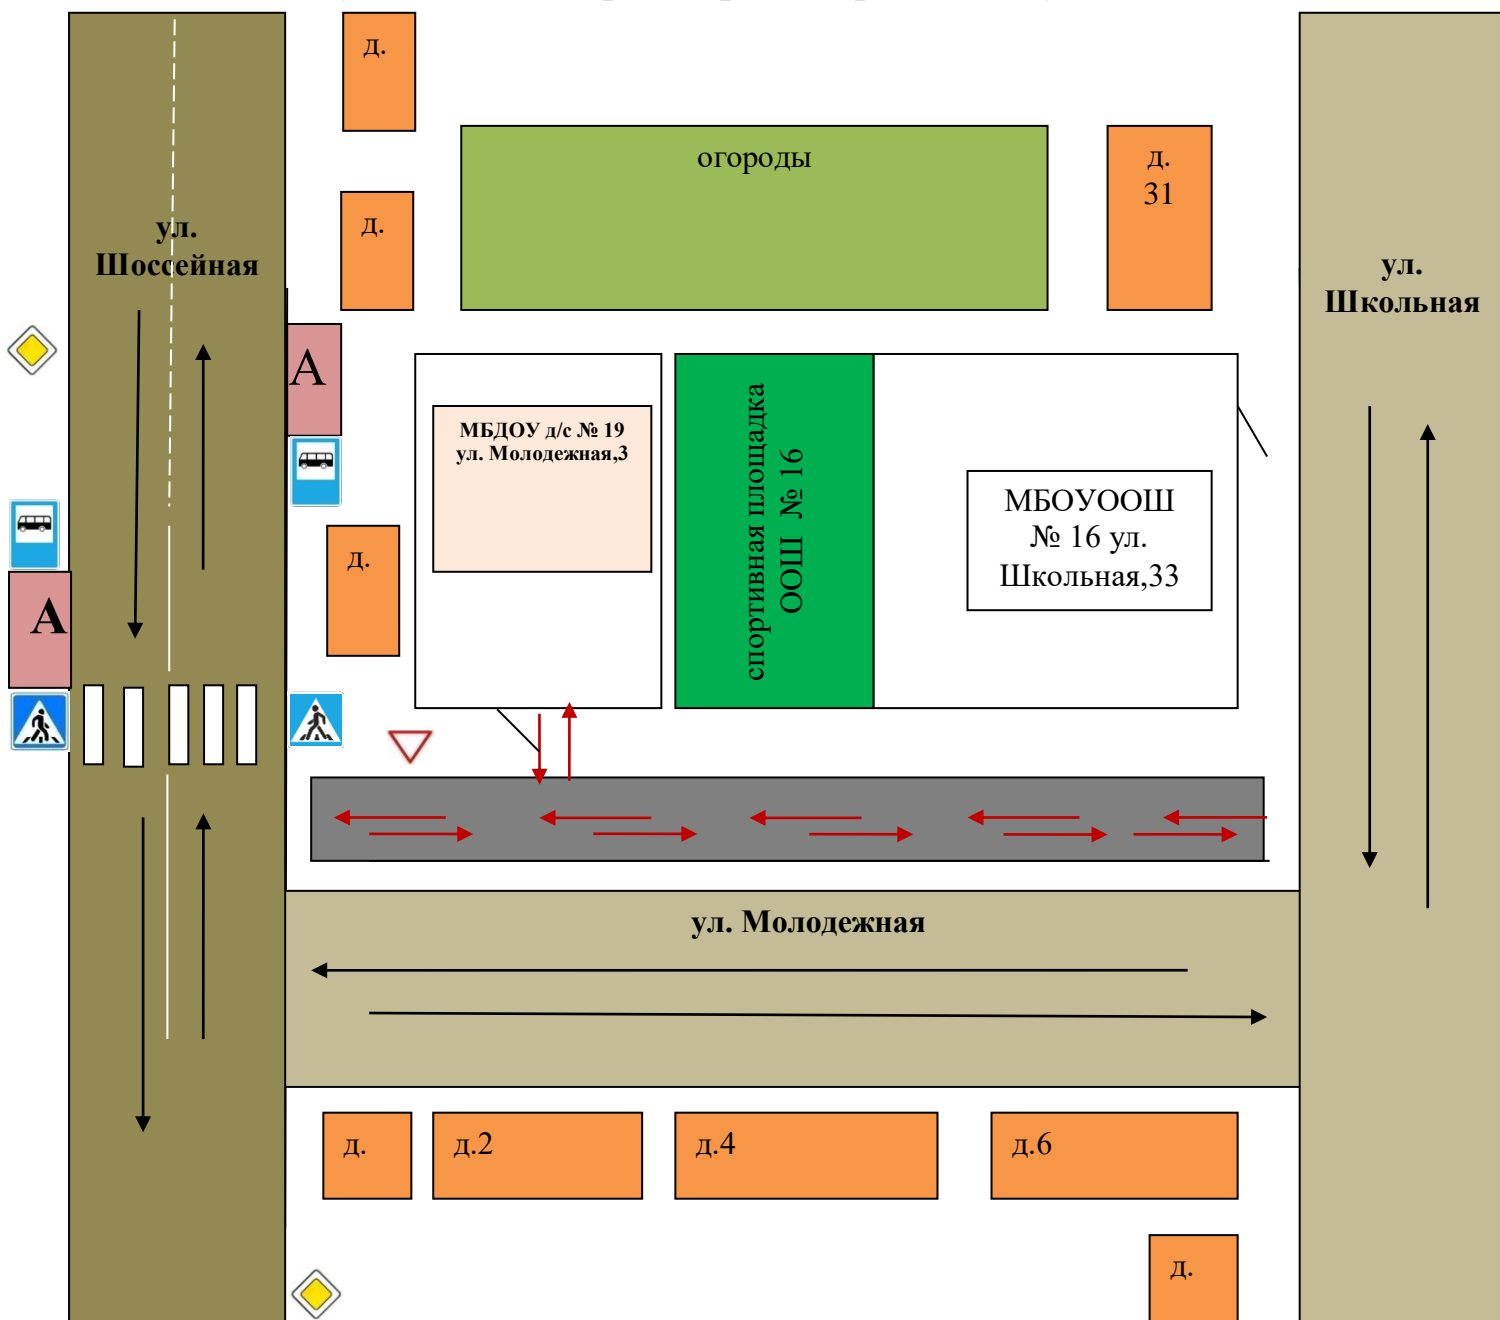 д.
огороды
д.
31
д.
ул.
Шоссейная
ул.
Школьная
А
МБДОУ д/с № 19
ул. Молодежная,3
спортивная площадка
ООШ № 16
МБОУООШ
№ 16 ул.
Школьная,33
д.
А
ул. Молодежная
д.
д.2
д.4
д.6
д.